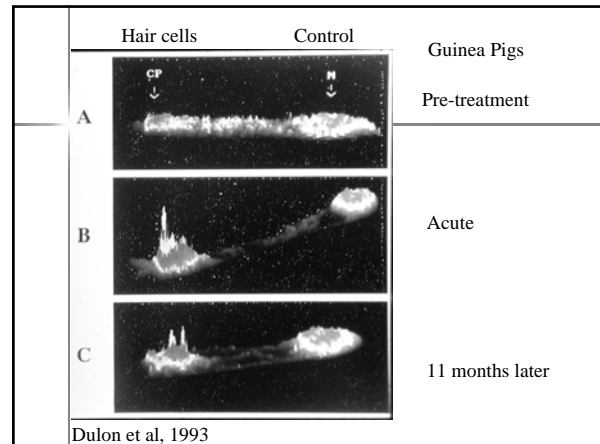 Hair cells Control
Guinea Pigs
Pre-treatment
CP N
A
B
Acute
C
11 months later
Dulon et al, 1993